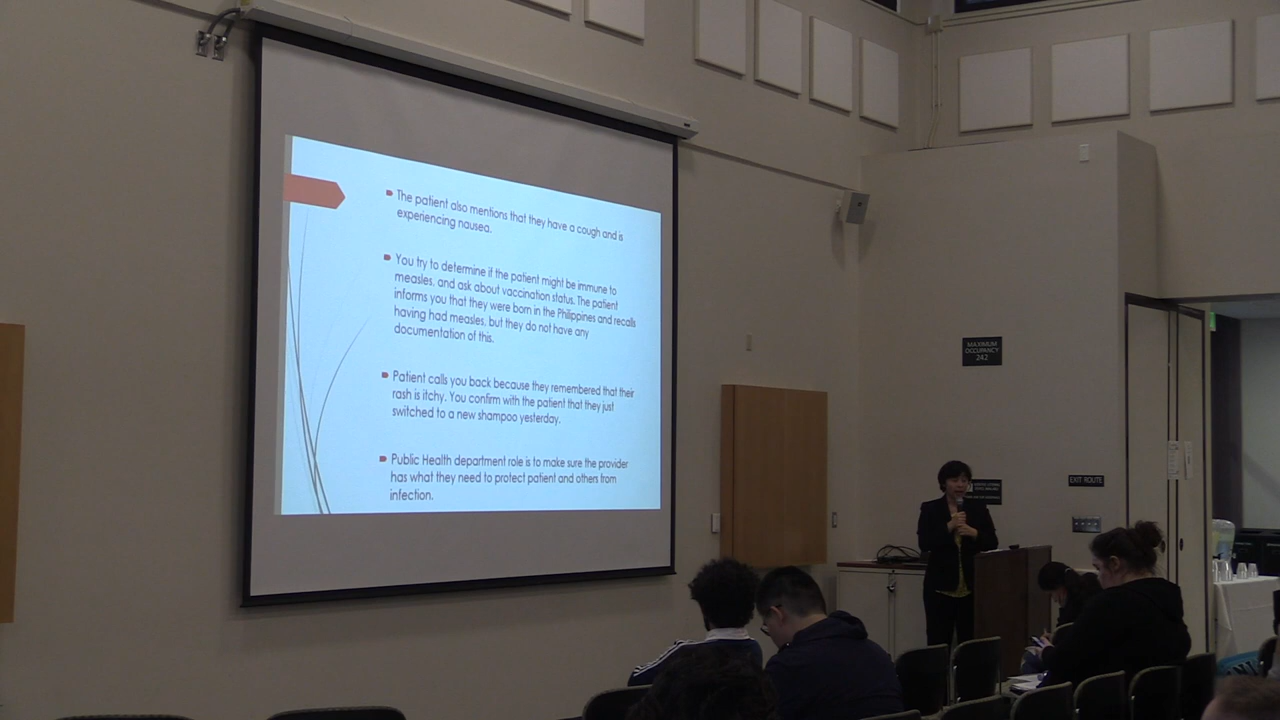 The patient also mentions that they have a cough and is
experiencing nausea.
You try to determine if the patient might be immune to
measles, and ask about vaccination status. The patient
informs you that they were born in the Philippines and recalls
having had measles, but they do not have any
documentation of this.
Patient calls you back because they remembered that their
rash is itchy. You confirm with the patient that they just
switched to a new shampoo yesterday.
Public Health department role is to make sure the provider
has what they need to protect patient and others from
infection.
MAXIMUM
OCCUPANCY
242
EXIT ROUTE